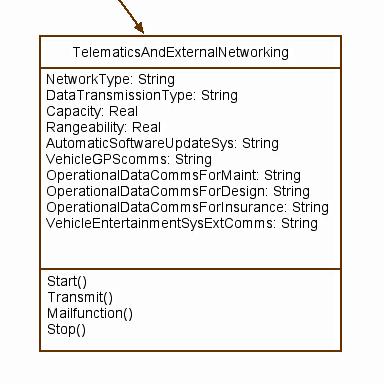 TelematicsAndExternalNetworking
NetworkType: String
DataTransmissionType: String
Capacity: Real
Rangeability: Real
AutomaticSoftwareUpdateSys: String
VehicleGPScomms: String
OperationalDataCommsForMaint: String
OperationalDataCommsForDesign: String
OperationalDataCommsForInsurance: String
VehicleEntertainmentSysExtComms: String
Start()
Transmit()
Mailfunction()
Stop()